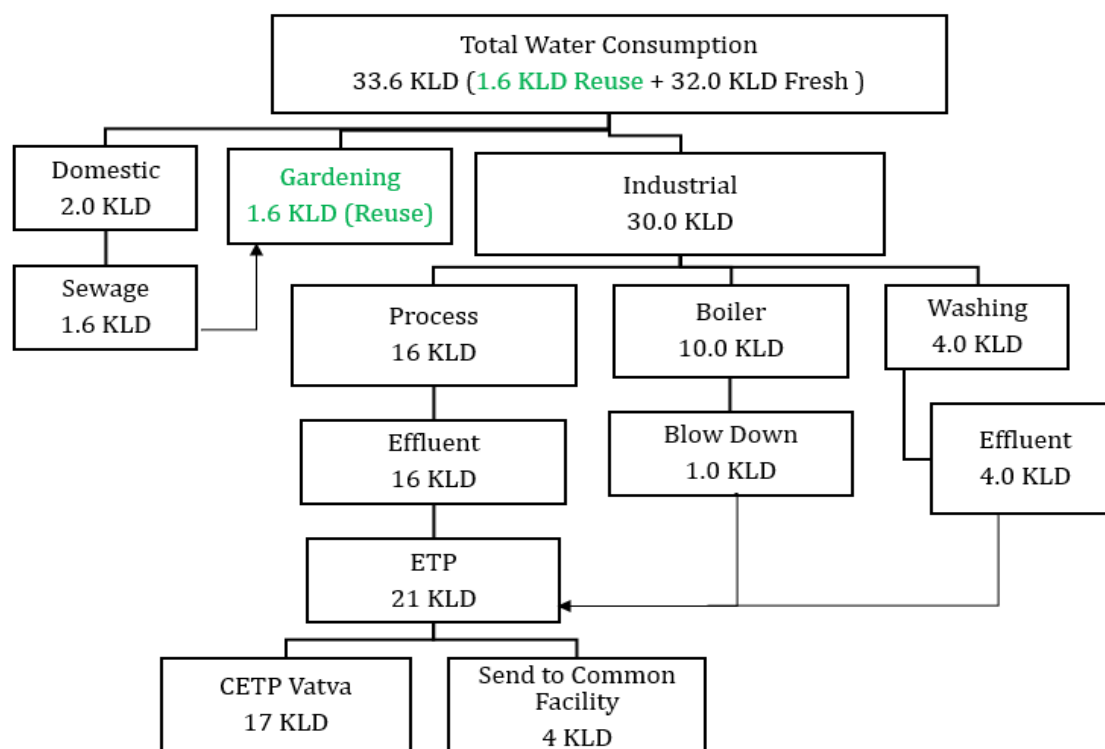 Total Water Consumption
33.6 KLD (1.6 KLD Reuse + 32.0 KLD Fresh )
Domestic
2.0 KLD
Gardening
1.6 KLD (Reuse)
Industrial
30.0 KLD
Sewage
1.6 KLD
Process
16 KLD
Boiler
10.0 KLD
Washing
4.0 KLD
Effluent
16 KLD
Blow Down
1.0 KLD
Effluent
4.0 KLD
ETP
21 KLD
CETP Vatva
17 KLD
Send to Common
Facility
4 KLD